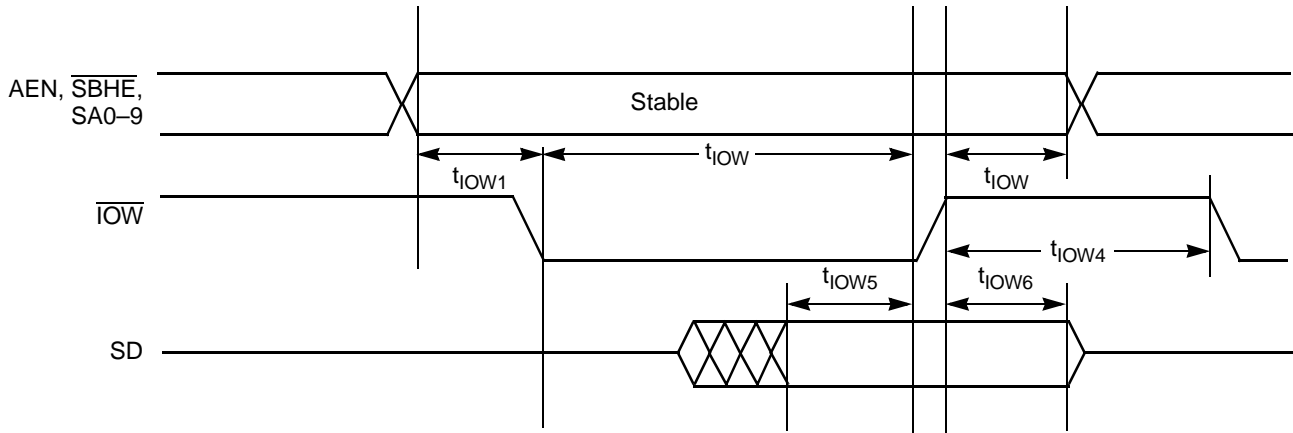 AEN, SBHE,
SA0–9
Stable
tIOW1
tIOW
tIOW
IOW
tIOW4
tIOW5
tIOW6
SD